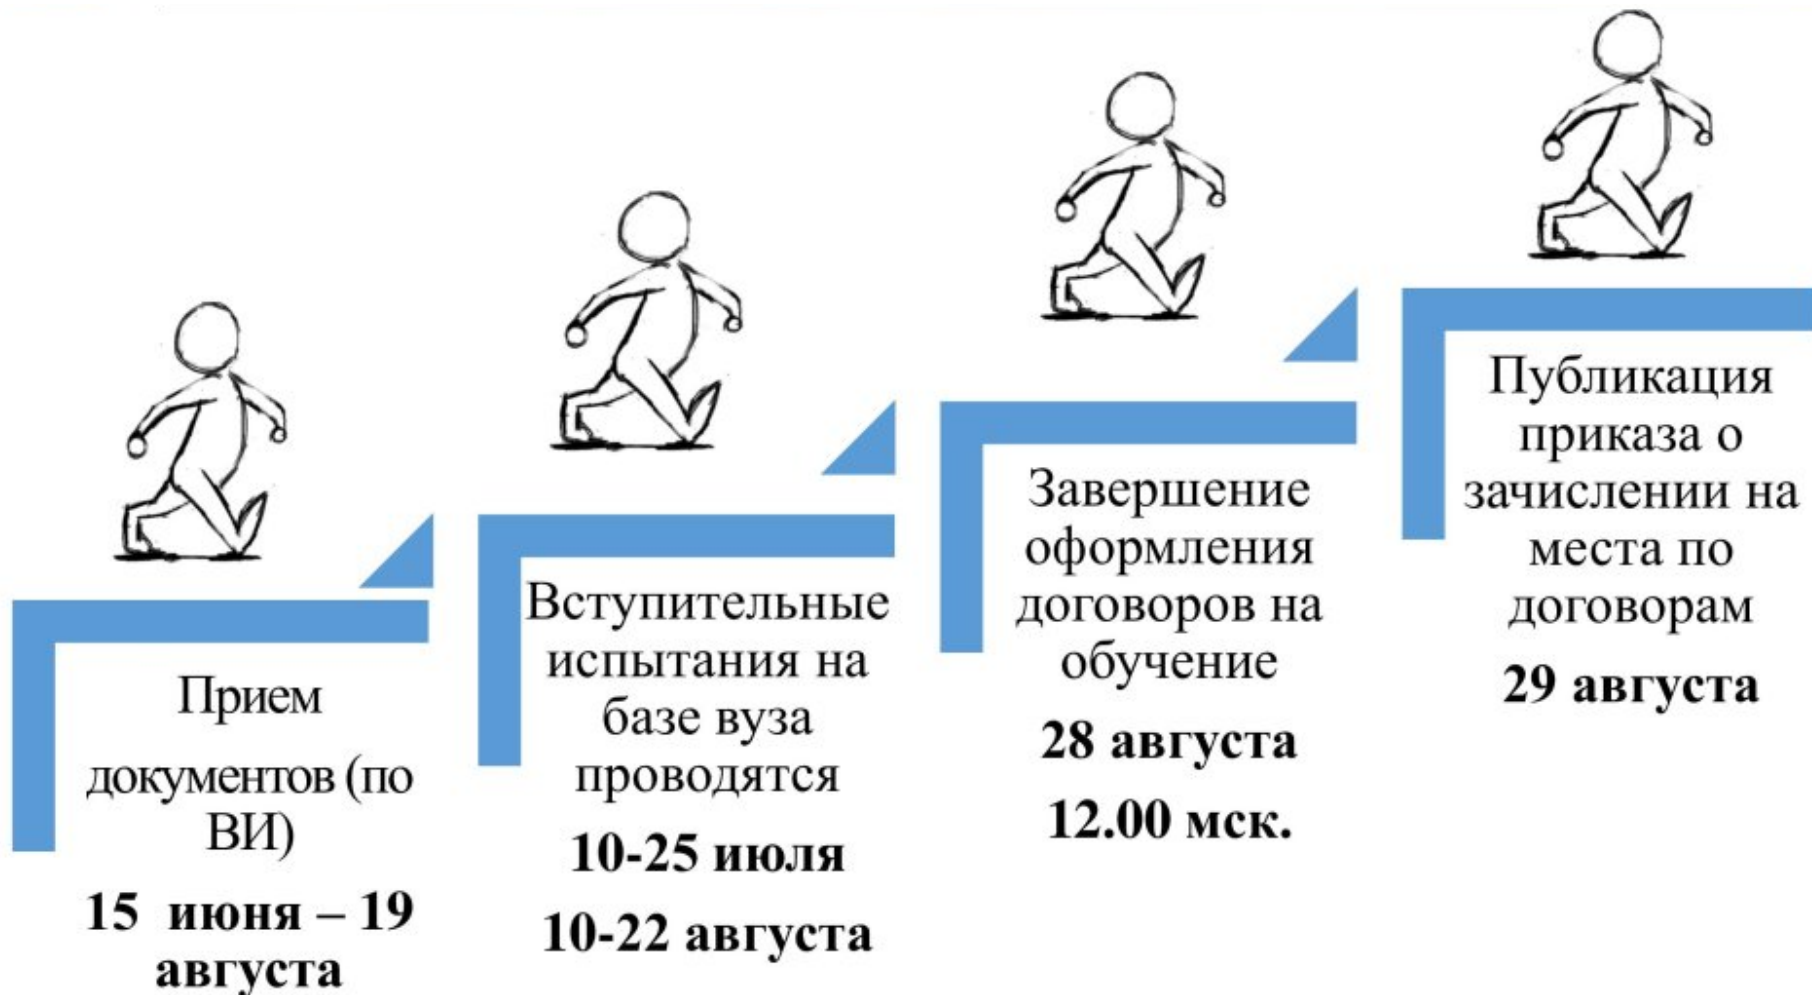 Прием
документов (по
ВИ)
15 июня – 19
августа
Вступительные
испытания на
базе вуза
проводятся
10-25 июля
10-22 августа
Завершение
оформления
договоров на
обучение
28 августа
12.00 мск.
Публикация
приказа о
зачислении на
места по
договорам
29 августа